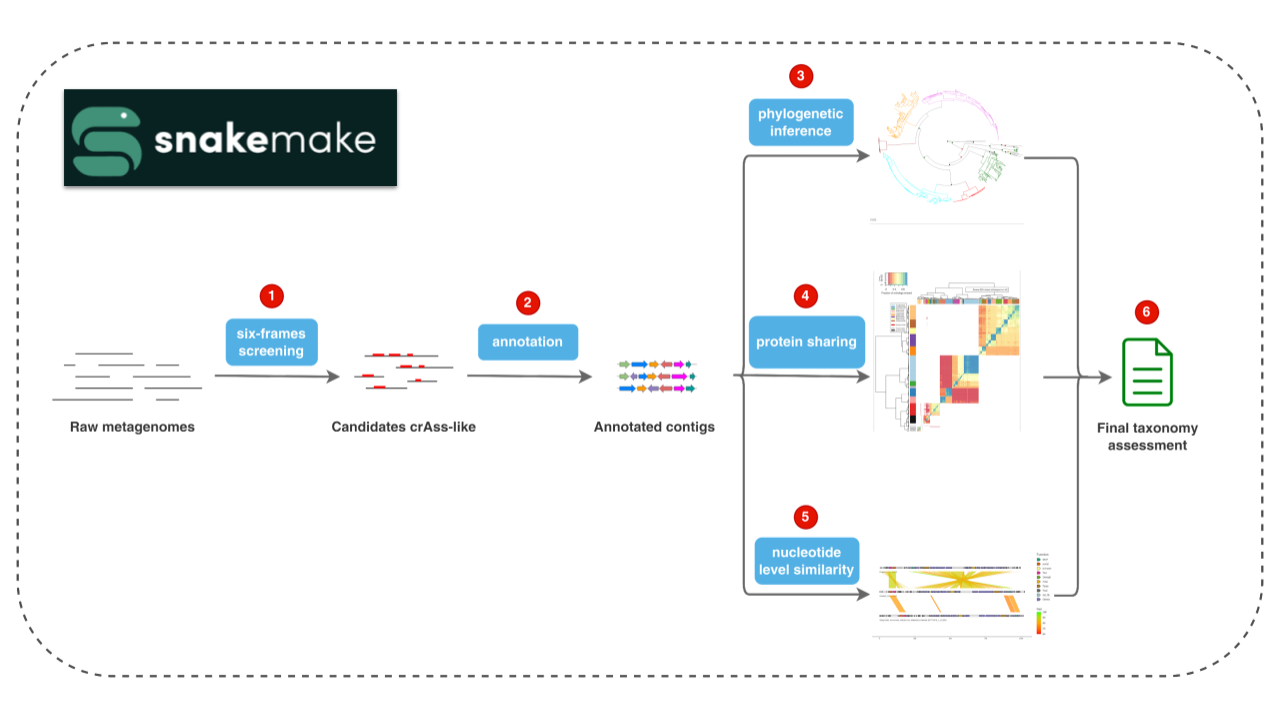 snakemake
3
phylogenetic
inference
1
six-frames
screening
2
annotation
4
protein sharing
6
Raw metagenomes
Candidates crAss-like
Annotated contigs
Final taxonomy
assessment
5
nucleotide
level similarity